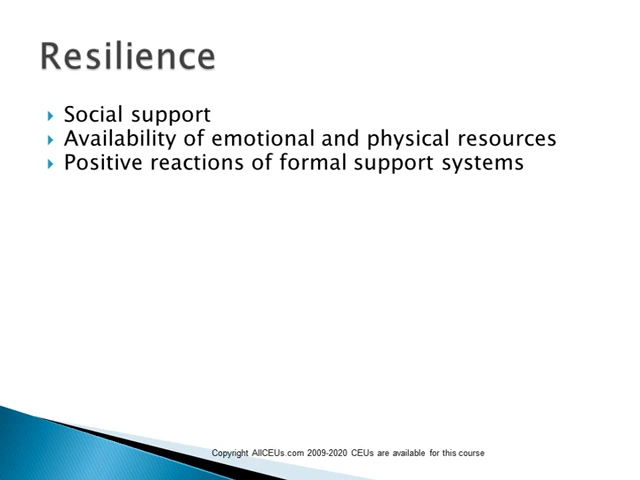 Resilience
Social support
Availability of emotional and physical resources
Positive reactions of formal support systems
Copyright AllCEUs.com 2009-2020 CEUs are available for this course